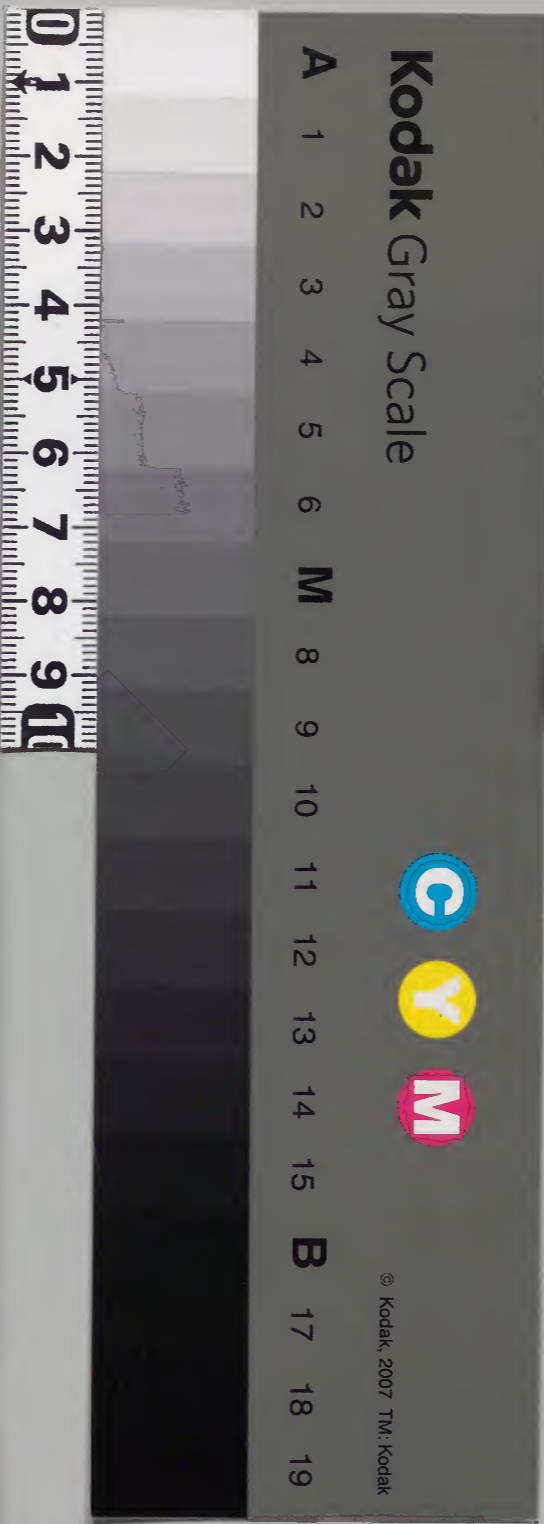 Kodak Gray Scale
C Y M
© Kodak, 2007 TM: Kodak
A 1 2 3 4 5 6 M 8 9 10 11 12 13 14 15 B 17 18 19
0 1 2 3 4 5 6 7 8 9 10